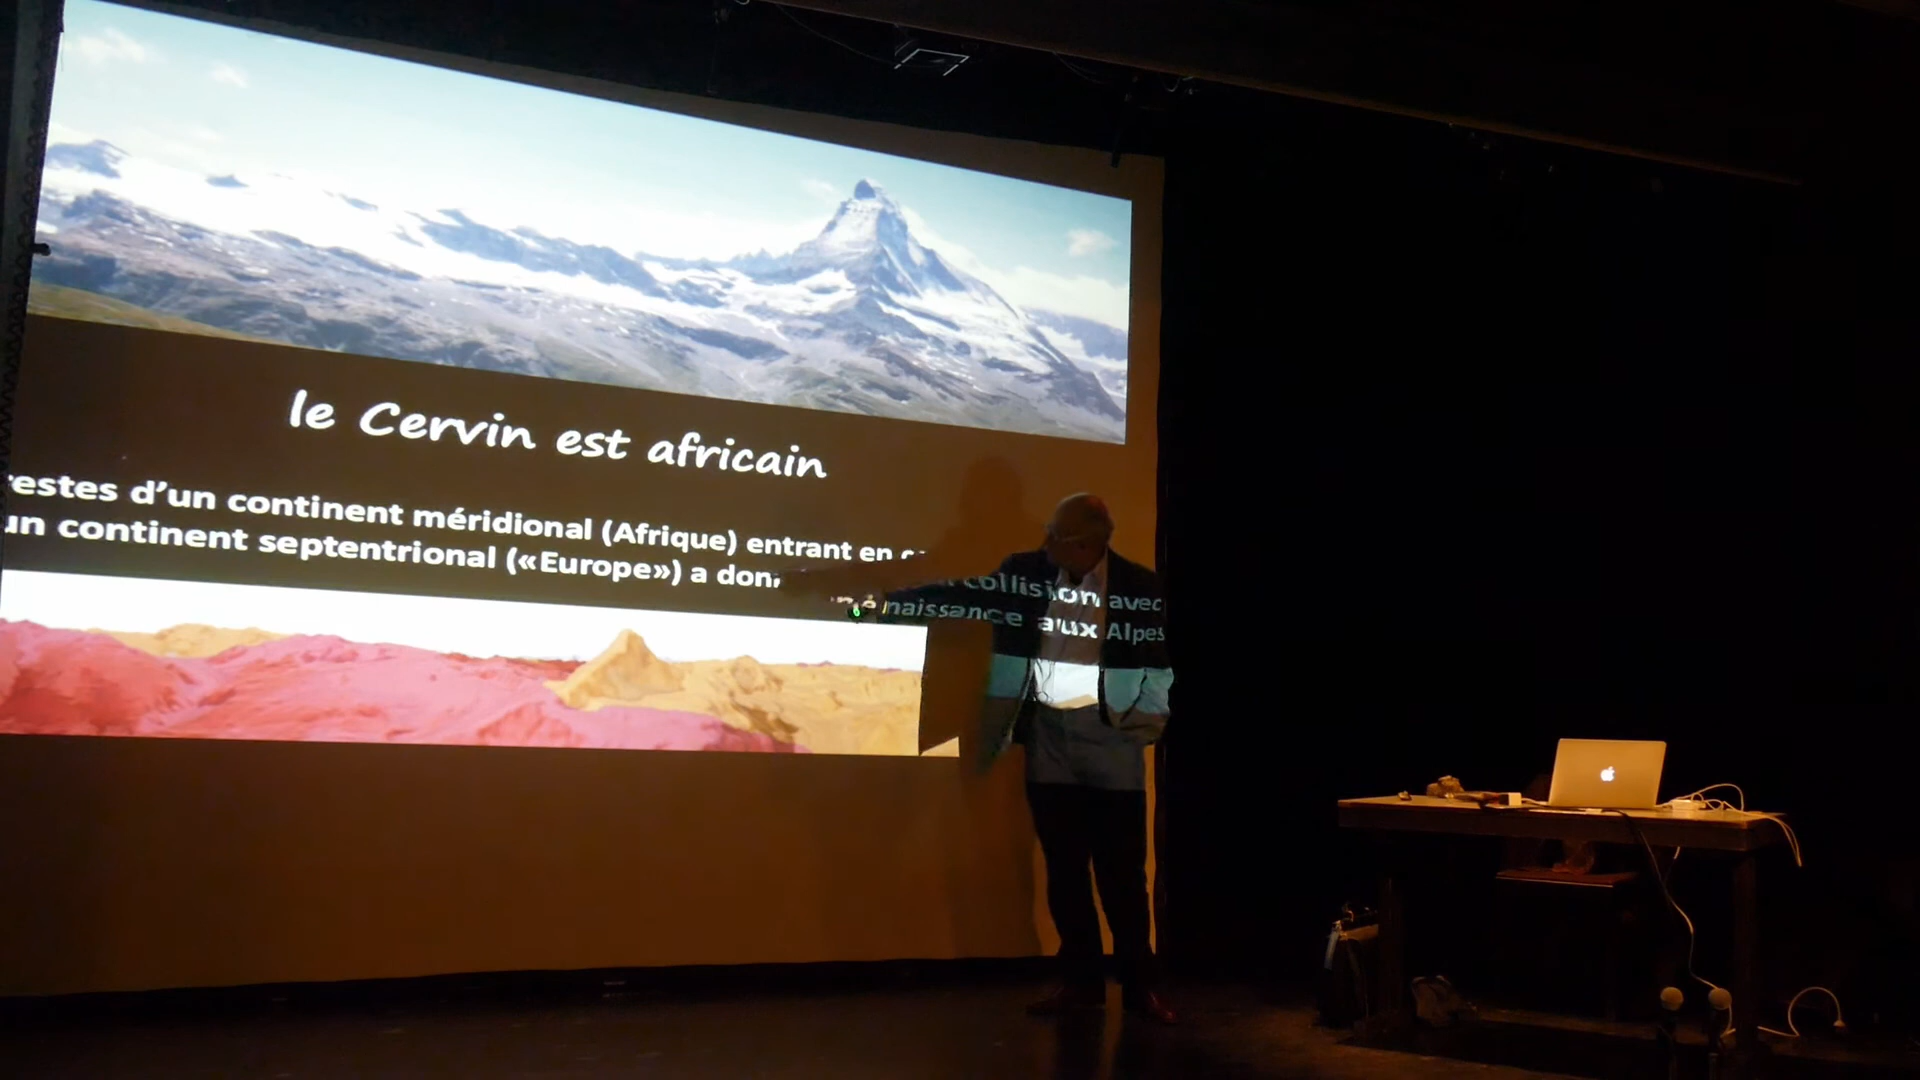 le Cervin est africain
restes d'un continent méridional (Afrique) entrant en collision avec
un continent septentrional («Europe») a donné naissance aux Alpes